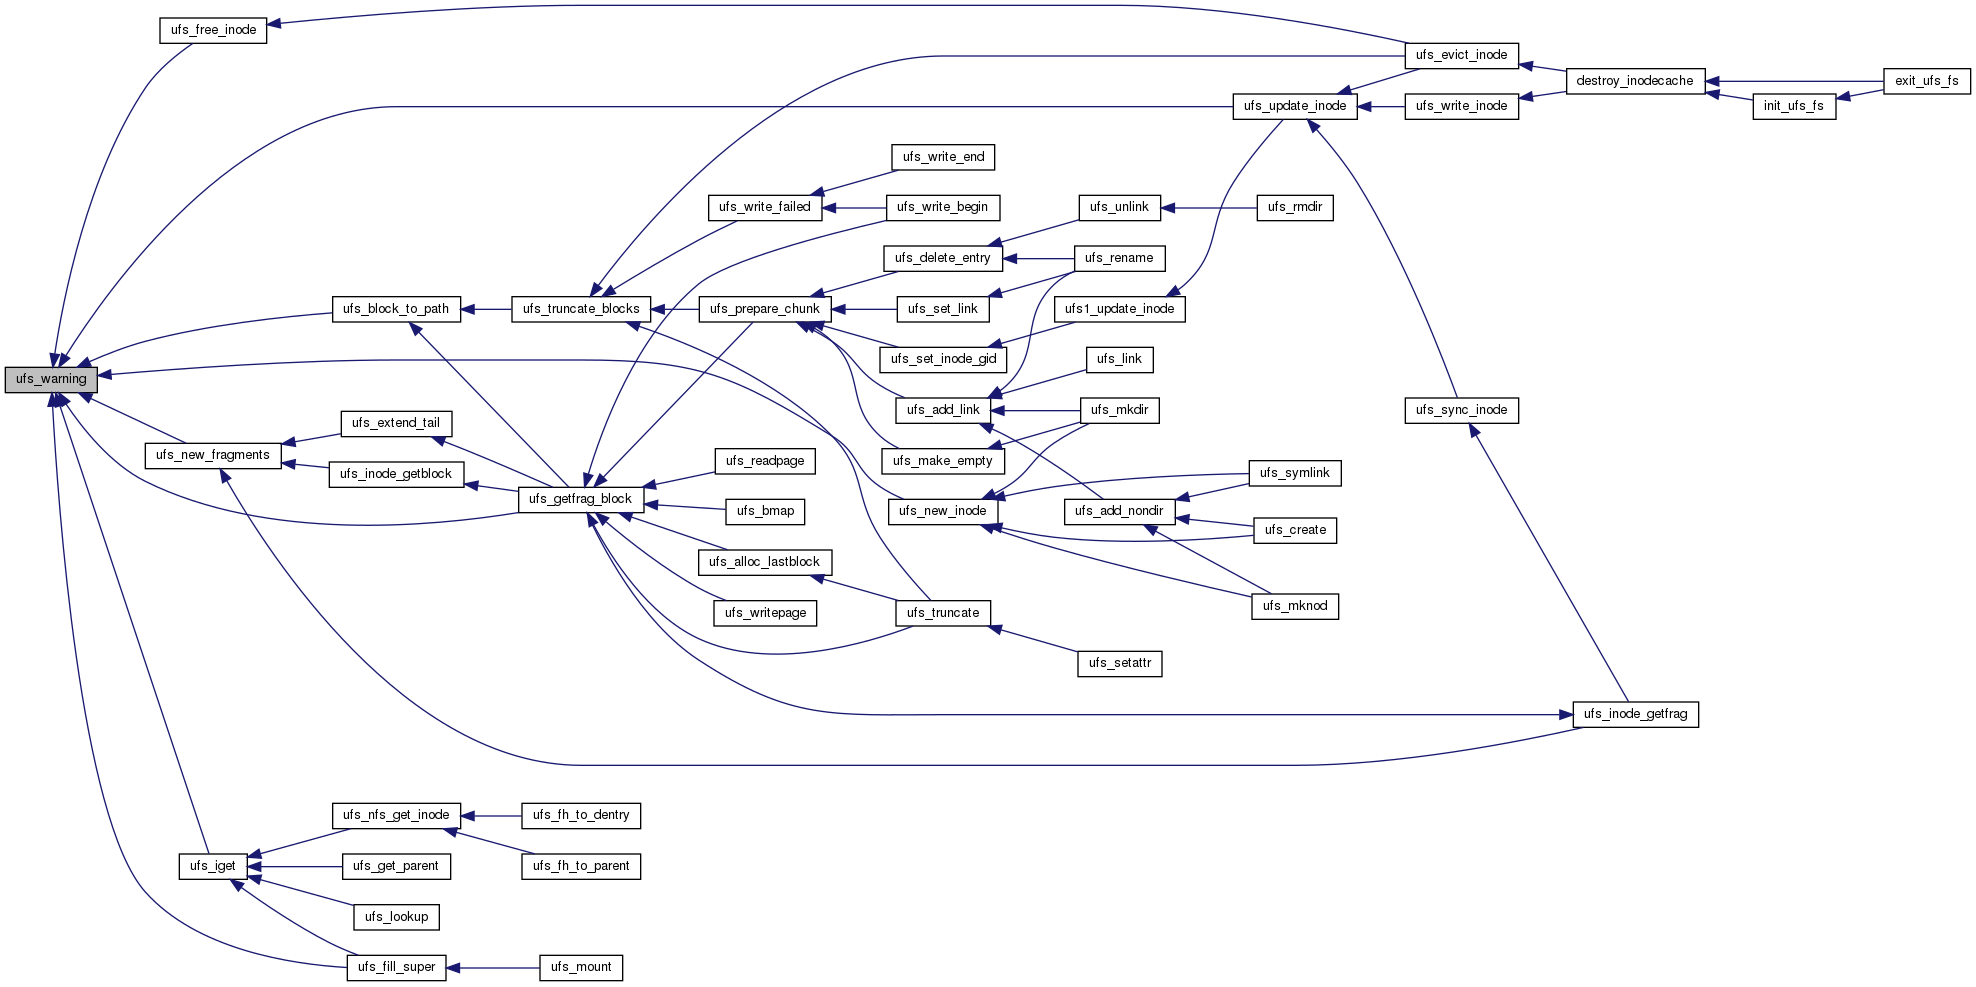 ufs_free_inode
ufs_evict_inode
destroy_inodecache
exit_ufs_fs
ufs_update_inode
ufs_write_inode
init_ufs_fs
ufs_write_end
ufs_write_failed
ufs_write_begin
ufs_unlink
ufs_rmdir
ufs_delete_entry
ufs_rename
ufs_block_to_path
ufs_truncate_blocks
ufs_prepare_chunk
ufs_set_link
ufs1_update_inode
ufs_set_inode_gid
ufs_link
ufs_warning
ufs_extend_tail
ufs_add_link
ufs_mkdir
ufs_sync_inode
ufs_new_fragments
ufs_make_empty
ufs_inode_getblock
ufs_readpage
ufs_symlink
ufs_getfrag_block
ufs_bmap
ufs_new_inode
ufs_add_nondir
ufs_create
ufs_alloc_lastblock
ufs_writepage
ufs_truncate
ufs_mknod
ufs_setattr
ufs_inode_getfrag
ufs_nfs_get_inode
ufs_fh_to_dentry
ufs_iget
ufs_get_parent
ufs_fh_to_parent
ufs_lookup
ufs_fill_super
ufs_mount